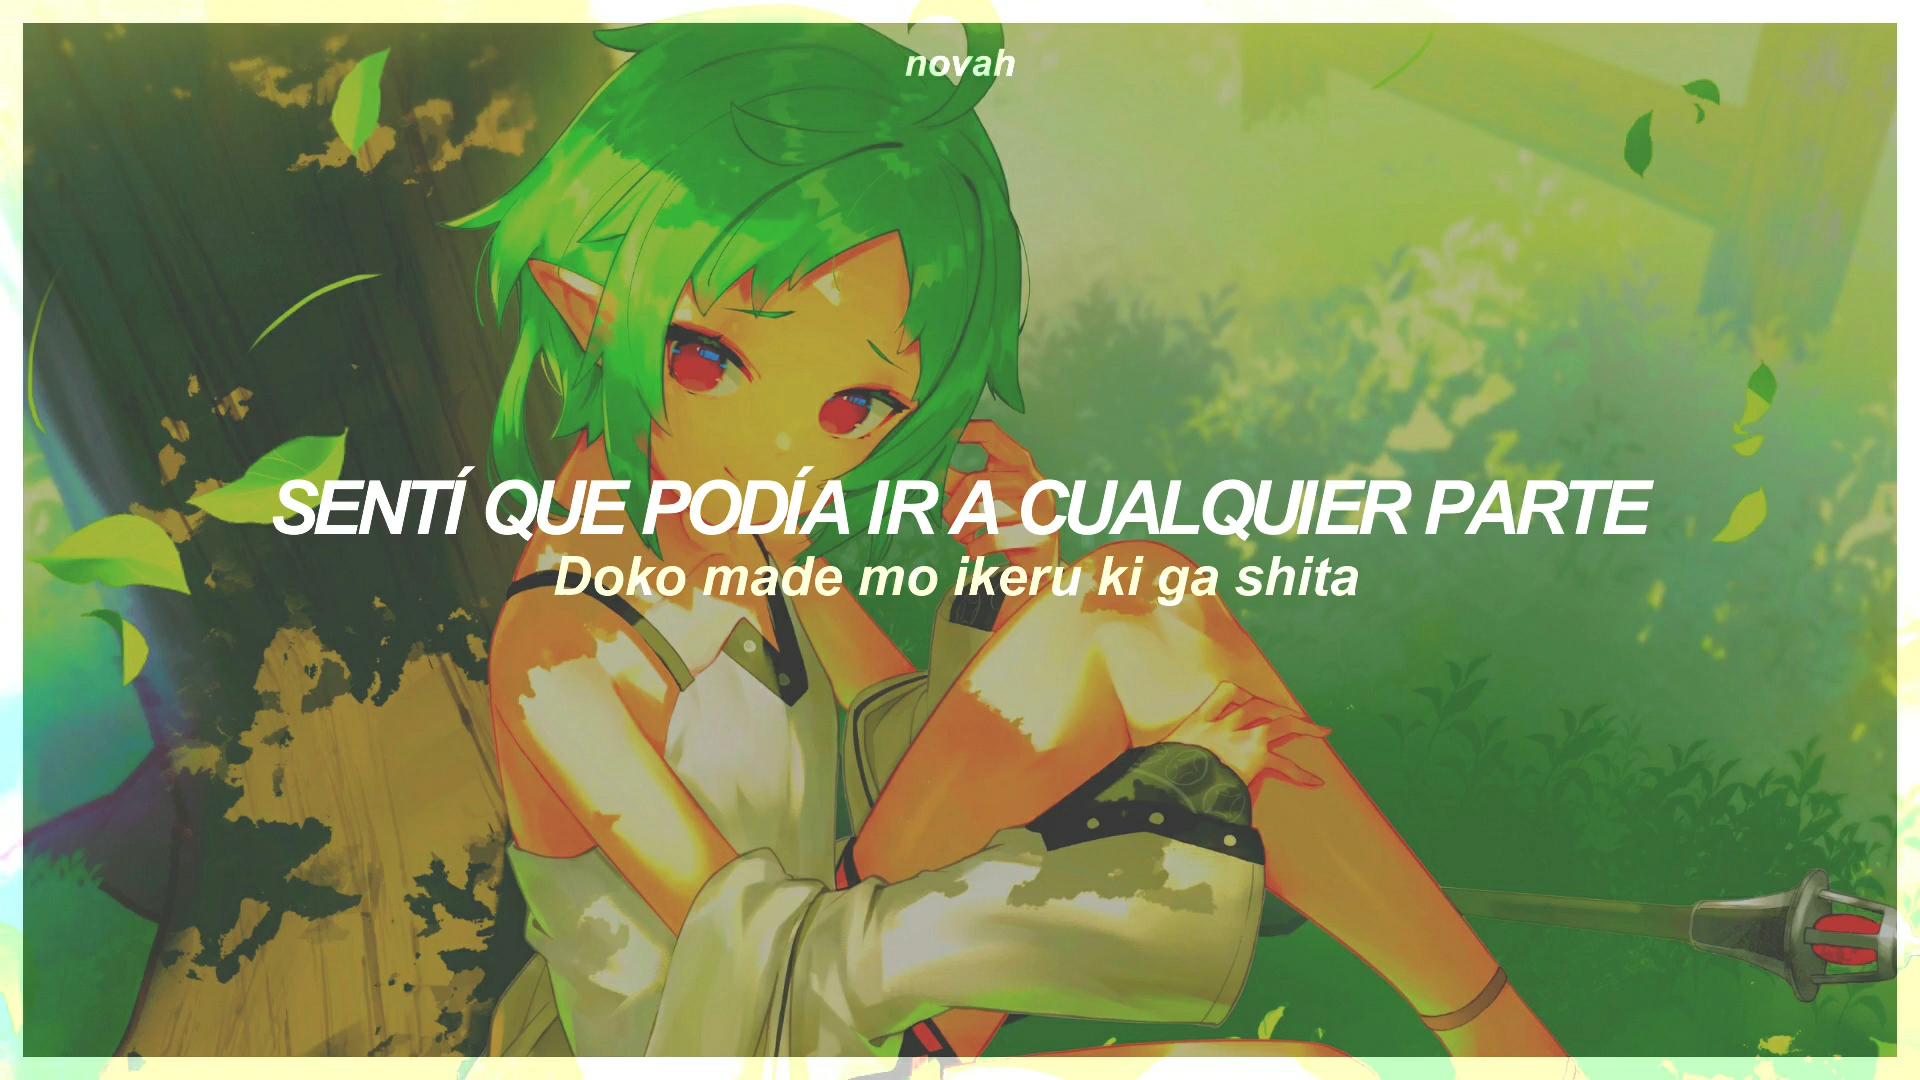 novah
SENTÍ QUE PODÍA IR A CUALQUIER PARTE
Doko made mo ikeru ki ga shita